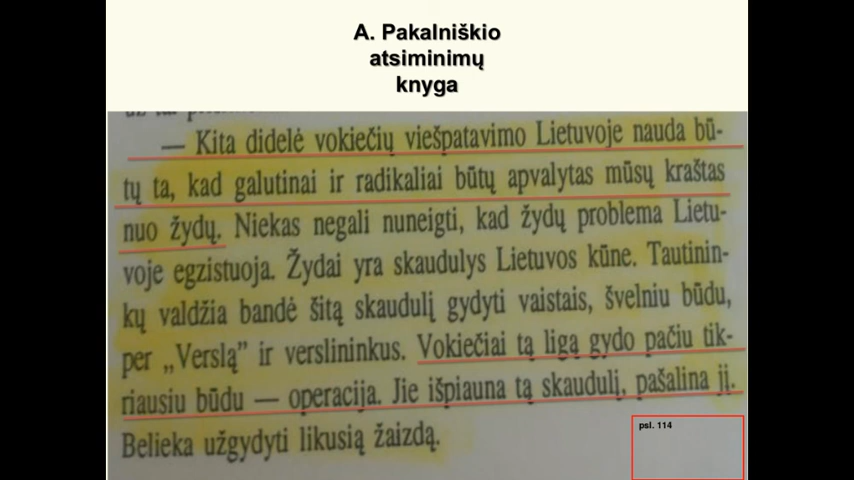 A. Pakalniškio
atsiminimų
knyga
— Kita didelė vokiečių viešpatavimo Lietuvoje nauda bū-
tų ta, kad galutinai ir radikaliai būtų apvalytas mūsų kraštas
nuo žydų. Niekas negali nuneigti, kad žydų problema Lietu-
voje egzistuoja. Žydai yra skaudulys Lietuvos kūne. Tautinin-
kų valdžia bandė šitą skaudulį gydyti vaistais, švelniu būdu,
per „Verslą” ir verslininkus. Vokiečiai tą ligą gydo pačiu tik-
riausiu būdu — operacija. Jie išpiauna tą skaudulį, pašalina jį.
Belieka užgydyti likusią žaizdą.
psl. 114